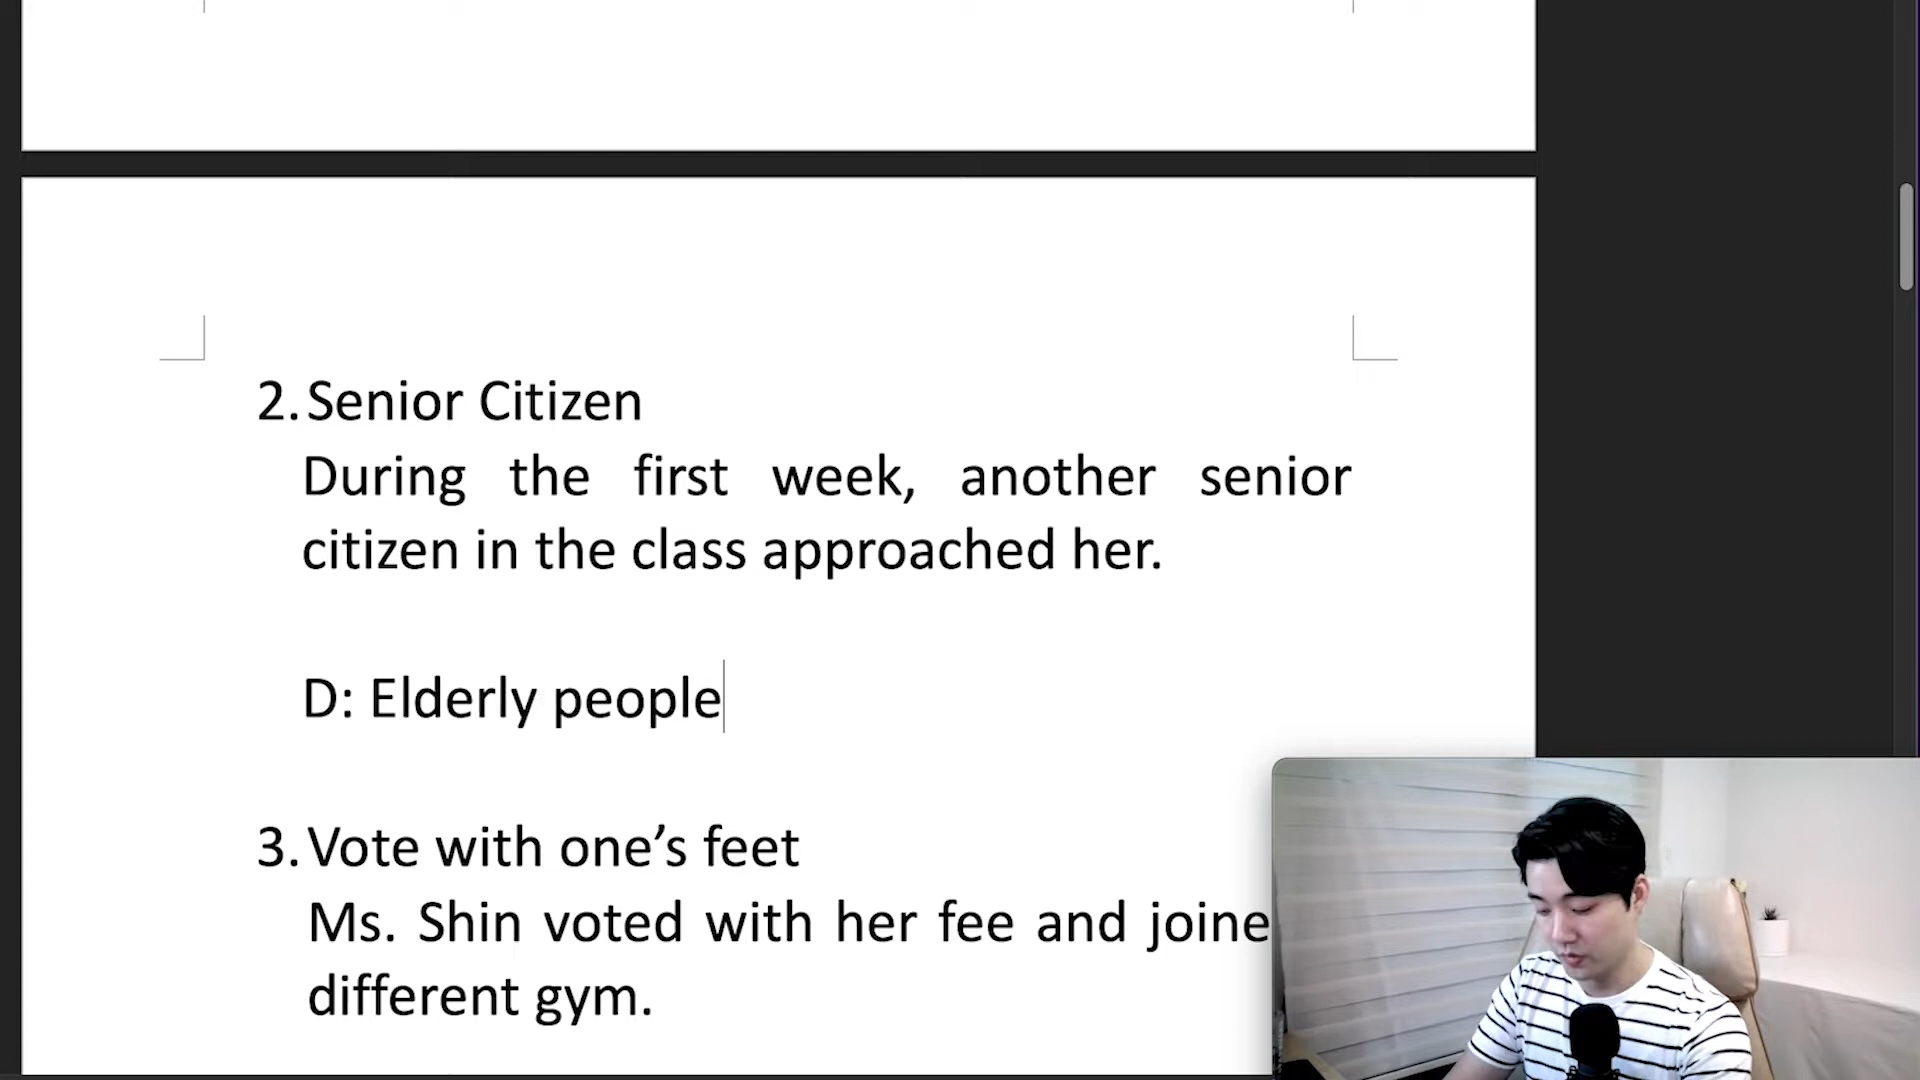 2. Senior Citizen
During the first week, another senior
citizen in the class approached her.
D: Elderly people
3. Vote with one’s feet
Ms. Shin voted with her fee and joine
different gym.